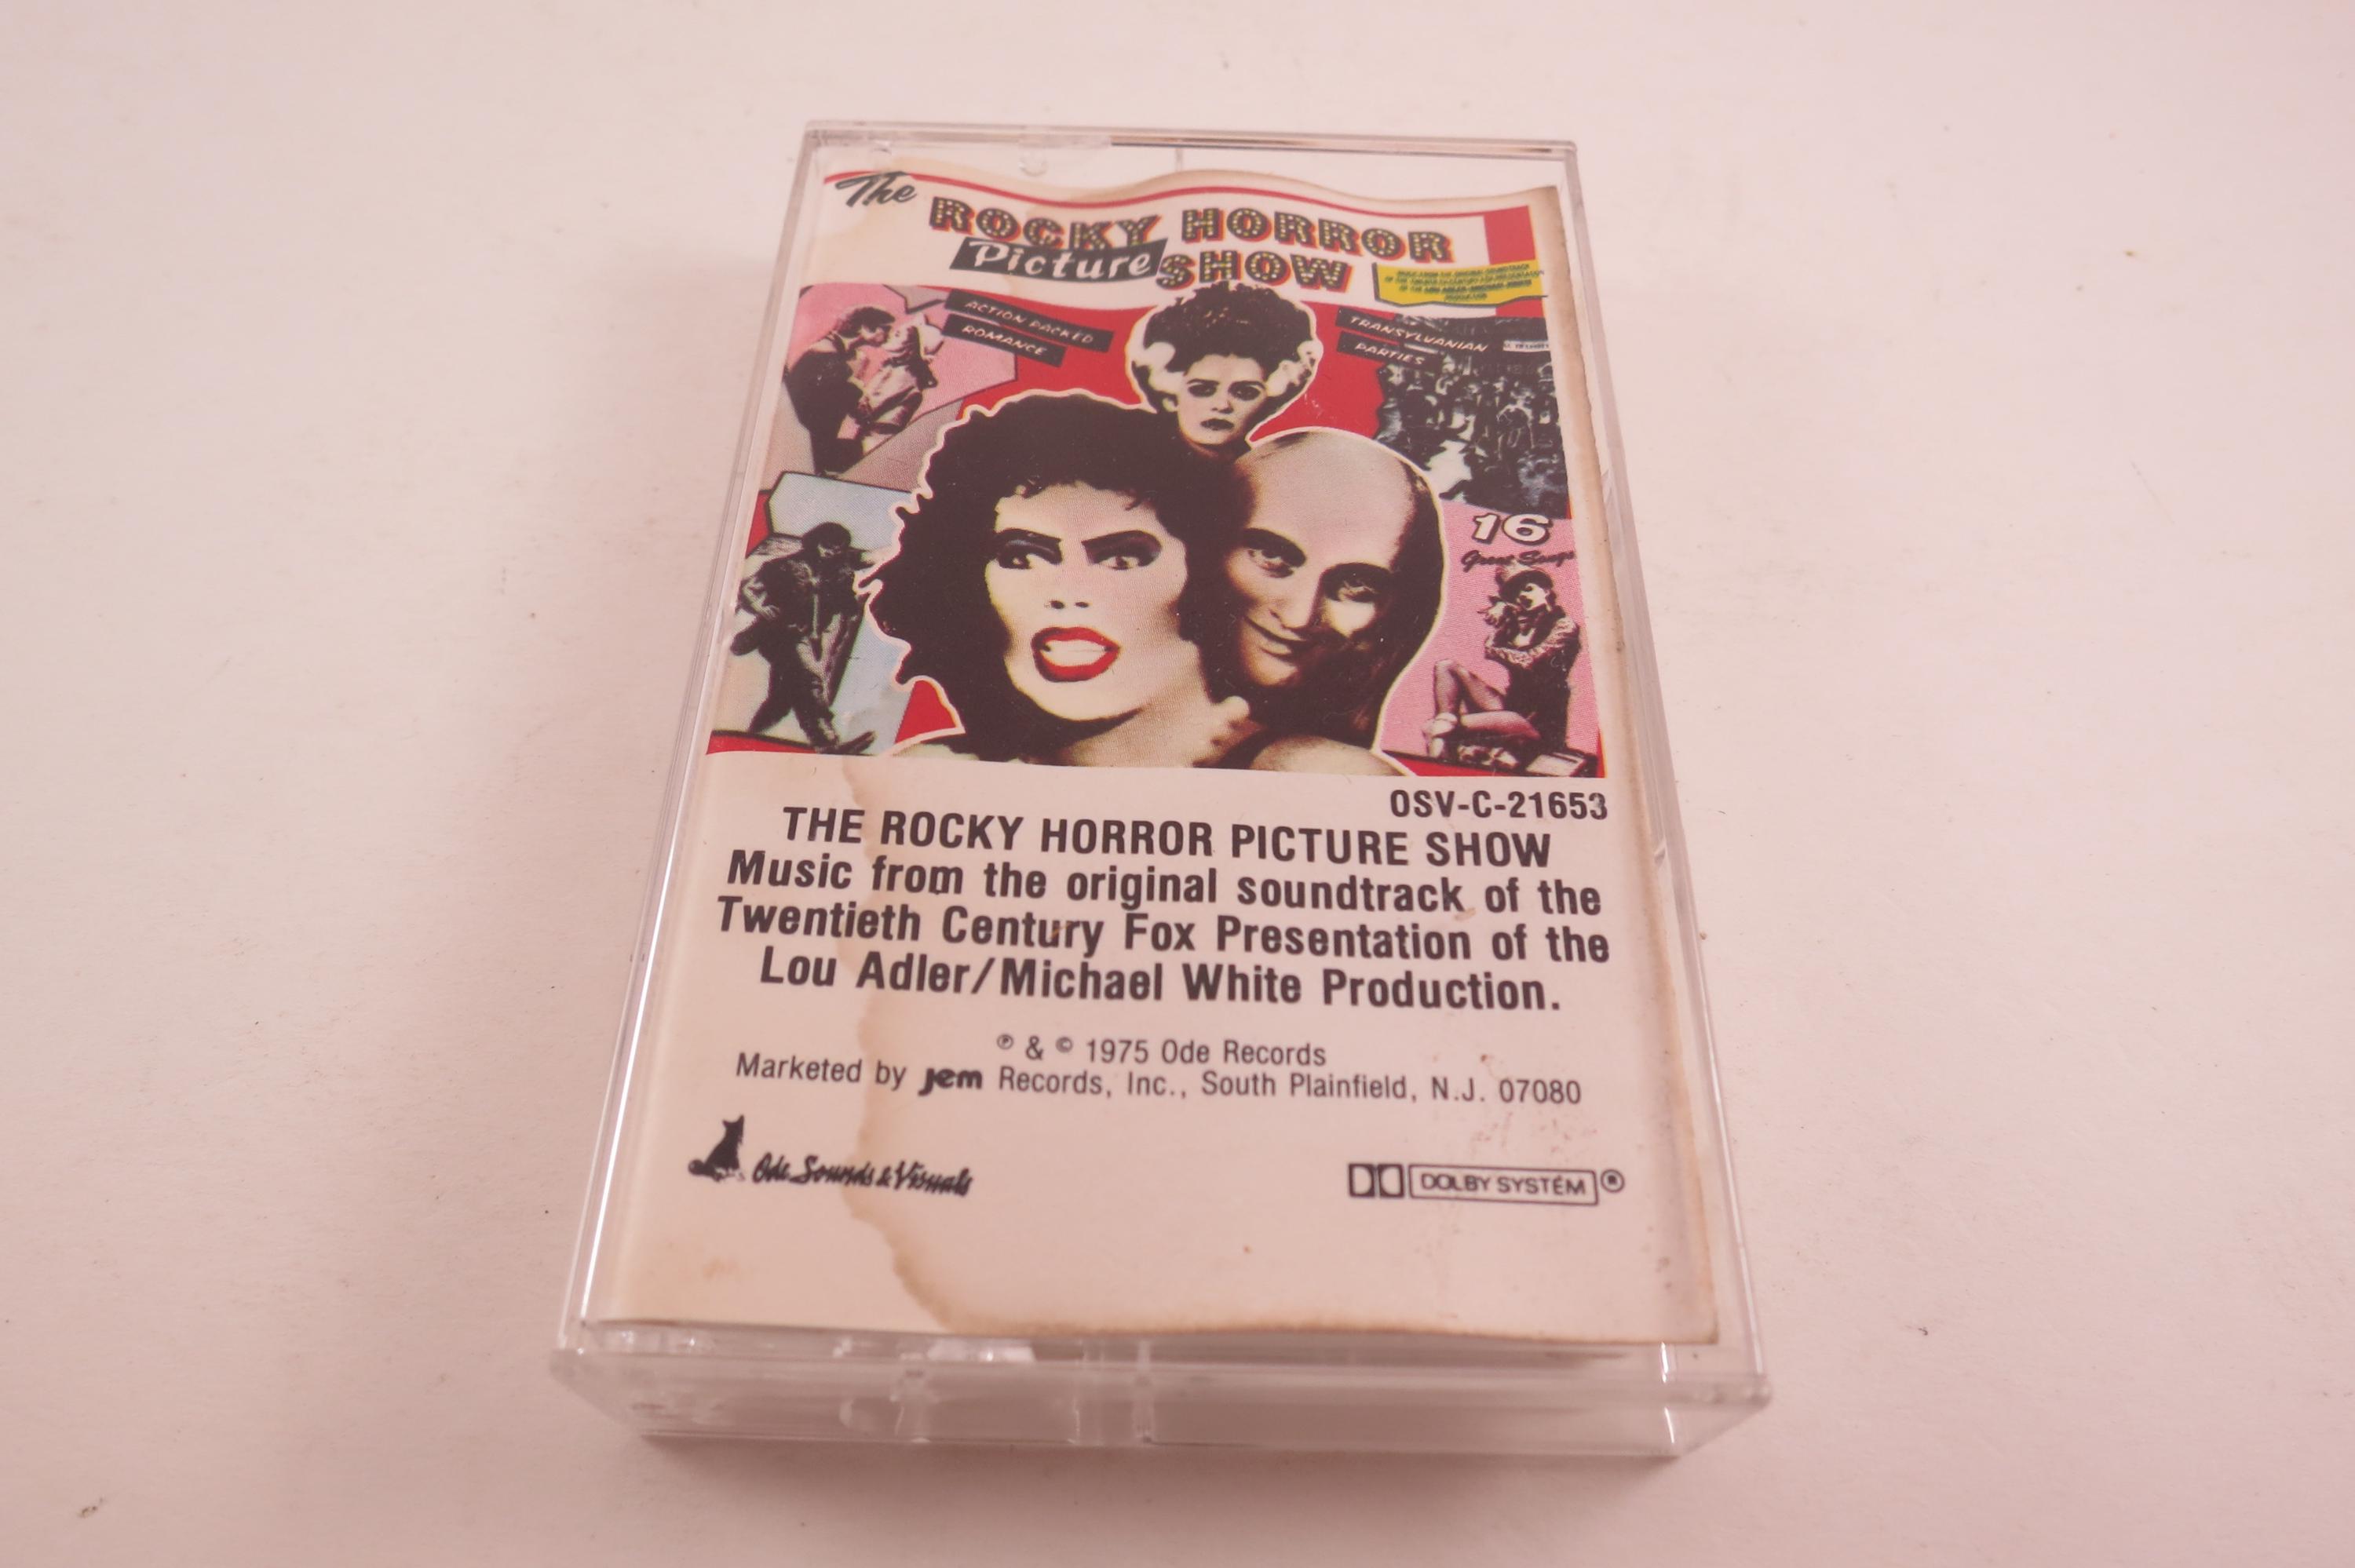 The
ROCKY HORROR
Picture SHOW
ACTION PACKED
ROMANCE
TRANSYLVANIAN
PARTIES
16
Great Songs
OSV-C-21653
THE ROCKY HORROR PICTURE SHOW
Music from the original soundtrack of the
Twentieth Century Fox Presentation of the
Lou Adler/Michael White Production.
℗ & © 1975 Ode Records
Marketed by jem Records, Inc., South Plainfield, N.J. 07080
Ode Sounds & Visuals
DOLBY SYSTEM ®